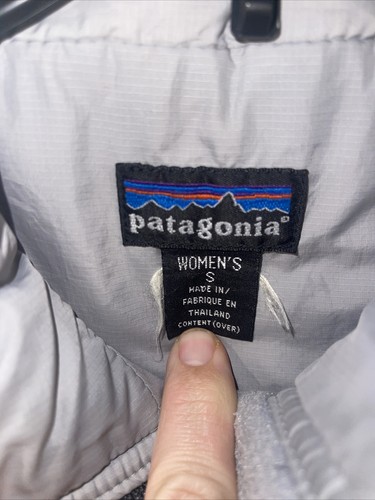 patagonia®
WOMEN'S
S
MADE IN/
FABRIQUE EN
THAILAND
CONTENT (OVER)